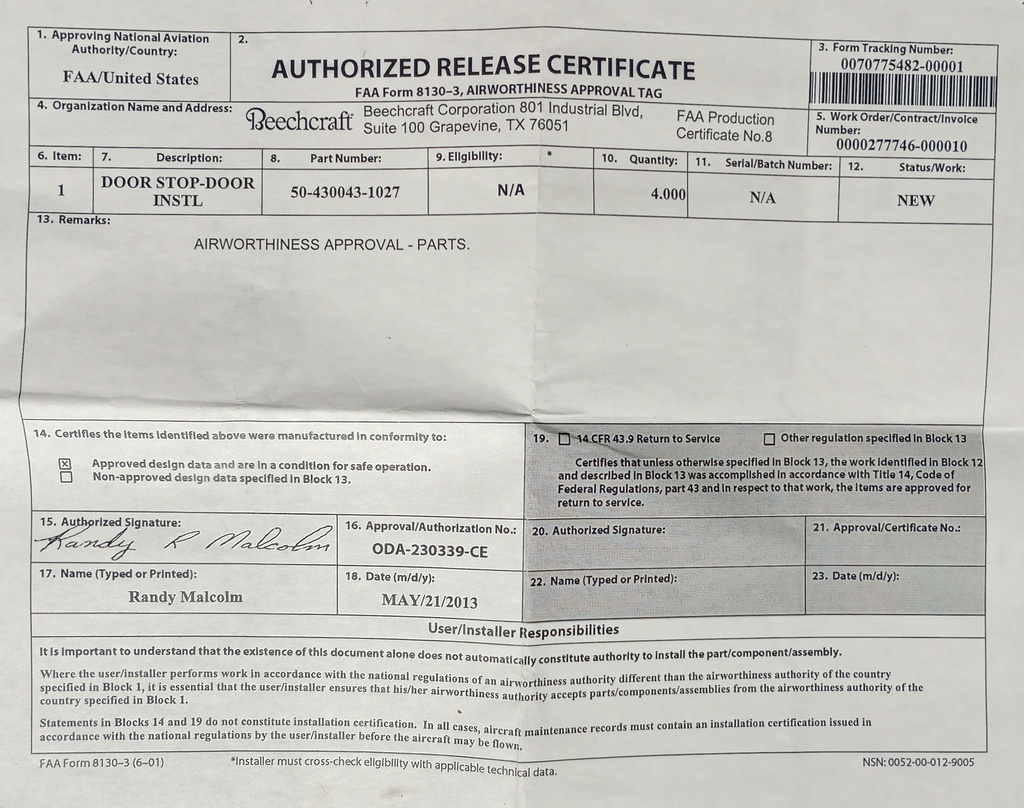 1. Approving National Aviation
Authority/Country:
FAA/United States
2.
AUTHORIZED RELEASE CERTIFICATE
FAA Form 8130–3, AIRWORTHINESS APPROVAL TAG
3. Form Tracking Number:
0070775482-00001
4. Organization Name and Address:
Beechcraft
Beechcraft Corporation 801 Industrial Blvd,
Suite 100 Grapevine, TX 76051
FAA Production
Certificate No.8
5. Work Order/Contract/Invoice
Number:
0000277746-000010
6. Item: 7. Description: 8. Part Number: 9. Eligibility: * 10. Quantity: 11. Serial/Batch Number: 12. Status/Work:
1 DOOR STOP-DOOR INSTL 50-430043-1027 N/A 4.000 N/A NEW
13. Remarks:
AIRWORTHINESS APPROVAL - PARTS.
14. Certifies the items identified above were manufactured in conformity to:
☒ Approved design data and are in a condition for safe operation.
☐ Non-approved design data specified in Block 13.
19. ☐ 14 CFR 43.9 Return to Service ☐ Other regulation specified in Block 13
Certifies that unless otherwise specified in Block 13, the work identified in Block 12
and described in Block 13 was accomplished in accordance with Title 14, Code of
Federal Regulations, part 43 and in respect to that work, the items are approved for
return to service.
15. Authorized Signature:
Randy R Malcolm
16. Approval/Authorization No.:
ODA-230339-CE
20. Authorized Signature:
21. Approval/Certificate No.:
17. Name (Typed or Printed):
Randy Malcolm
18. Date (m/d/y):
MAY/21/2013
22. Name (Typed or Printed):
23. Date (m/d/y):
User/Installer Responsibilities
It is important to understand that the existence of this document alone does not automatically constitute authority to install the part/component/assembly.
Where the user/installer performs work in accordance with the national regulations of an airworthiness authority different than the airworthiness authority of the country
specified in Block 1, it is essential that the user/installer ensures that his/her airworthiness authority accepts parts/components/assemblies from the airworthiness authority of the
country specified in Block 1.
Statements in Blocks 14 and 19 do not constitute installation certification. In all cases, aircraft maintenance records must contain an installation certification issued in
accordance with the national regulations by the user/installer before the aircraft may be flown.
FAA Form 8130–3 (6–01) *Installer must cross-check eligibility with applicable technical data. NSN: 0052-00-012-9005